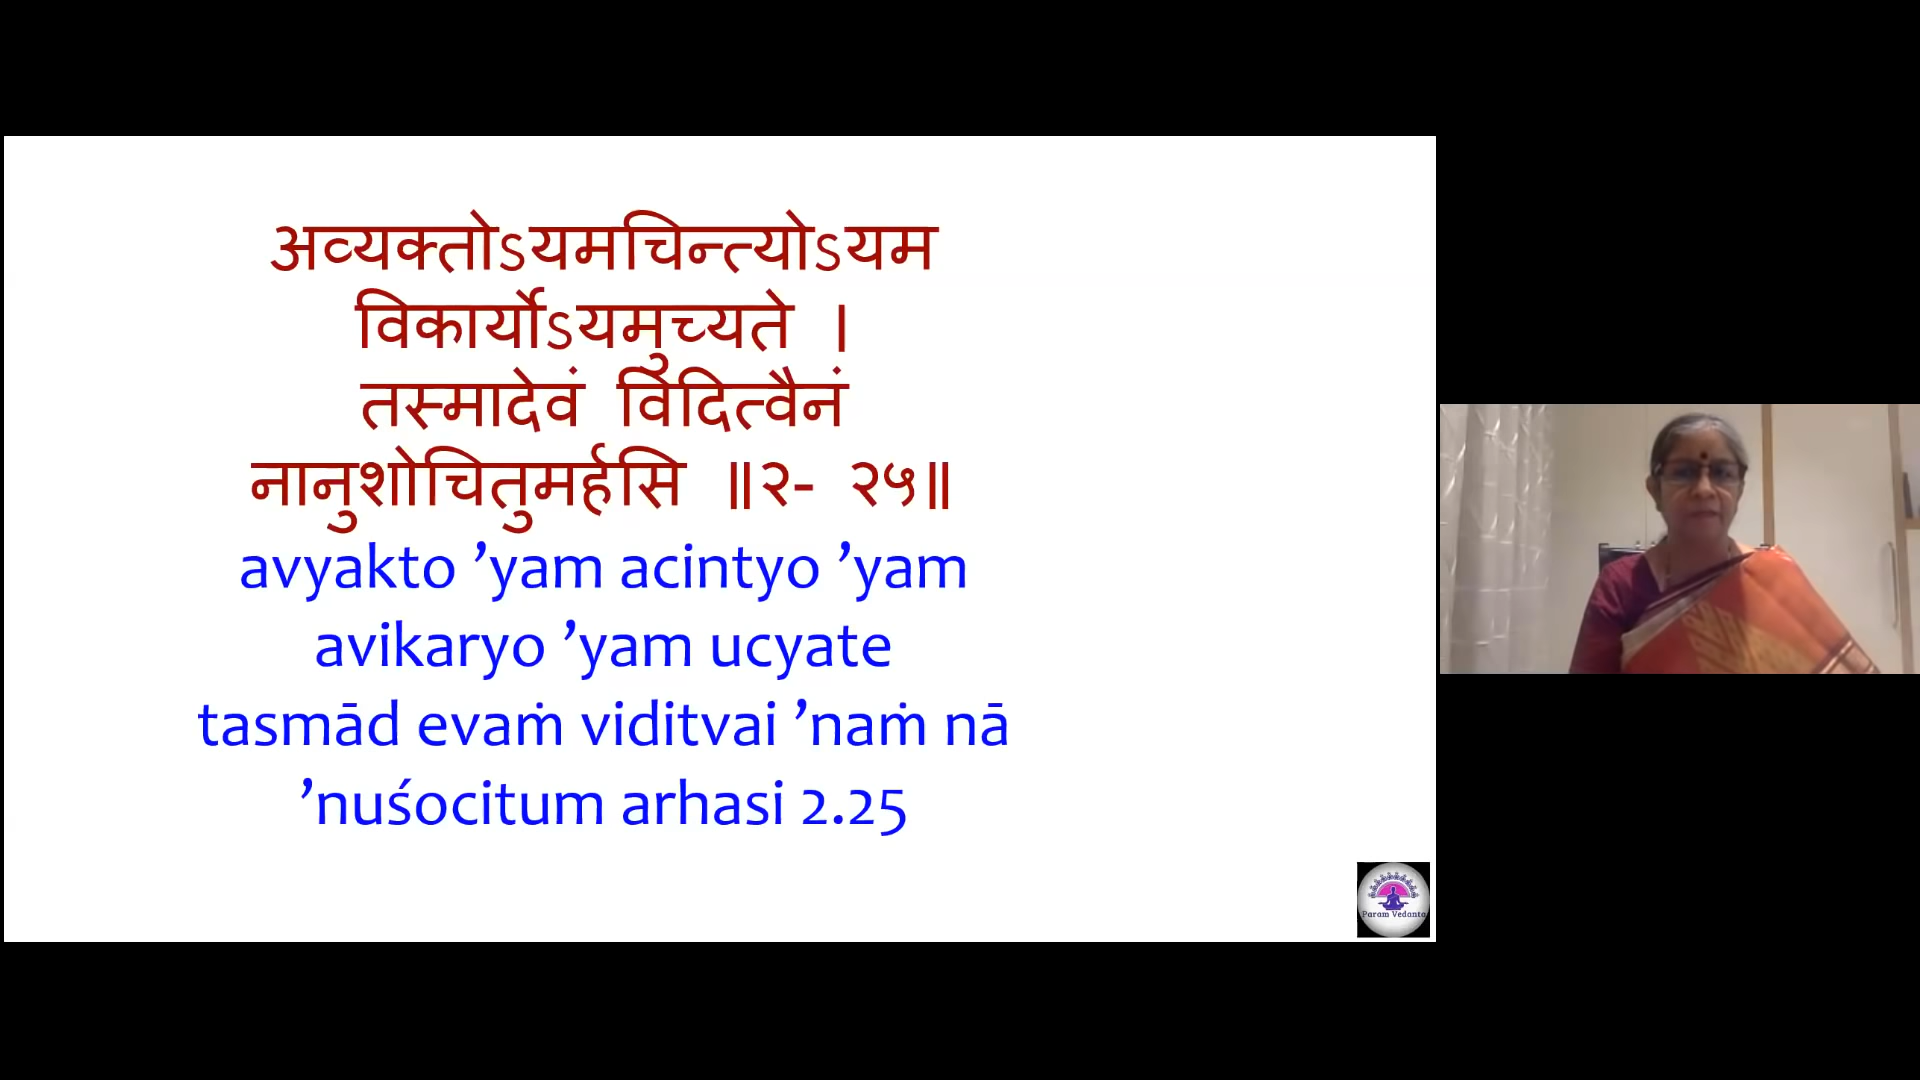 अव्यक्तोऽयमचिन्त्योऽयम
विकार्योऽयमुच्यते ।
तस्मादेवं विदित्वैनं
नानुशोचितुमर्हसि ॥२- २५॥
avyakto ’yam acintyo ’yam
avikaryo ’yam ucyate
tasmād evaṁ viditvai ’naṁ nā
’nuśocitum arhasi 2.25
Param Vedanta